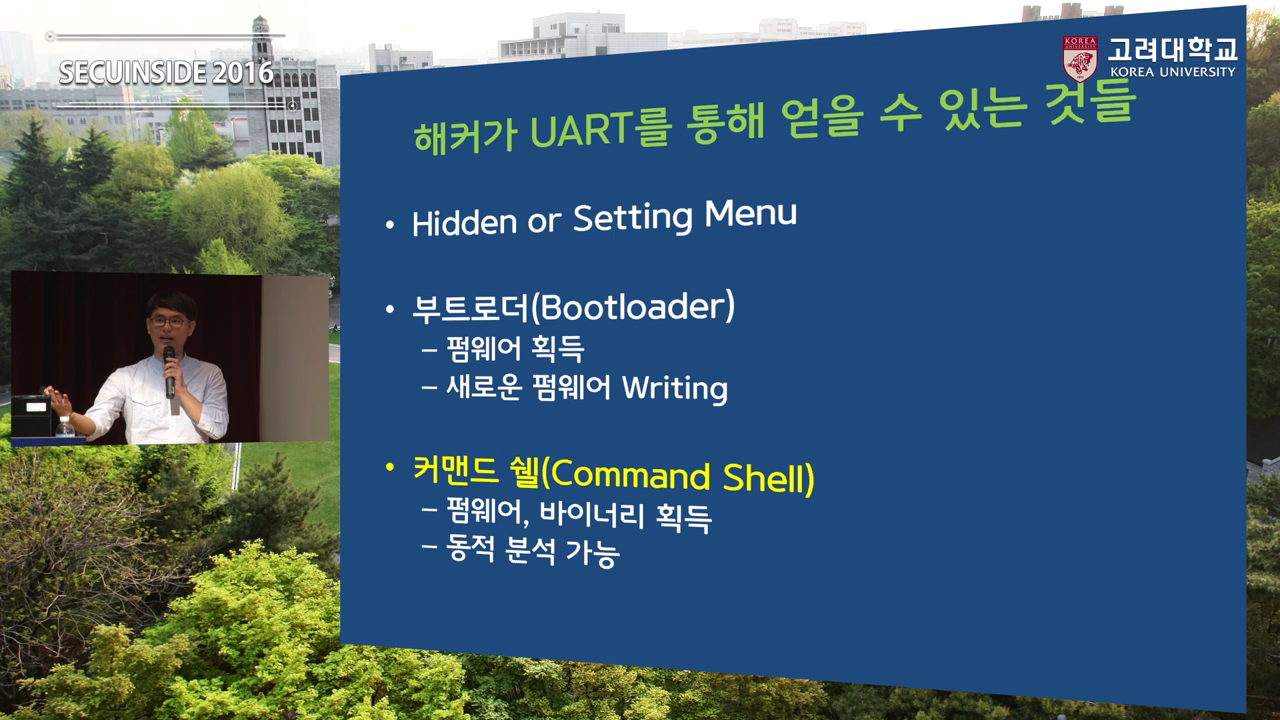 SECUINSIDE 2016
KOREA
UNIVERSITY
고려대학교
KOREA UNIVERSITY
해커가 UART를 통해 얻을 수 있는 것들
• Hidden or Setting Menu
• 부트로더(Bootloader)
– 펌웨어 획득
– 새로운 펌웨어 Writing
• 커맨드 쉘(Command Shell)
– 펌웨어, 바이너리 획득
– 동적 분석 가능